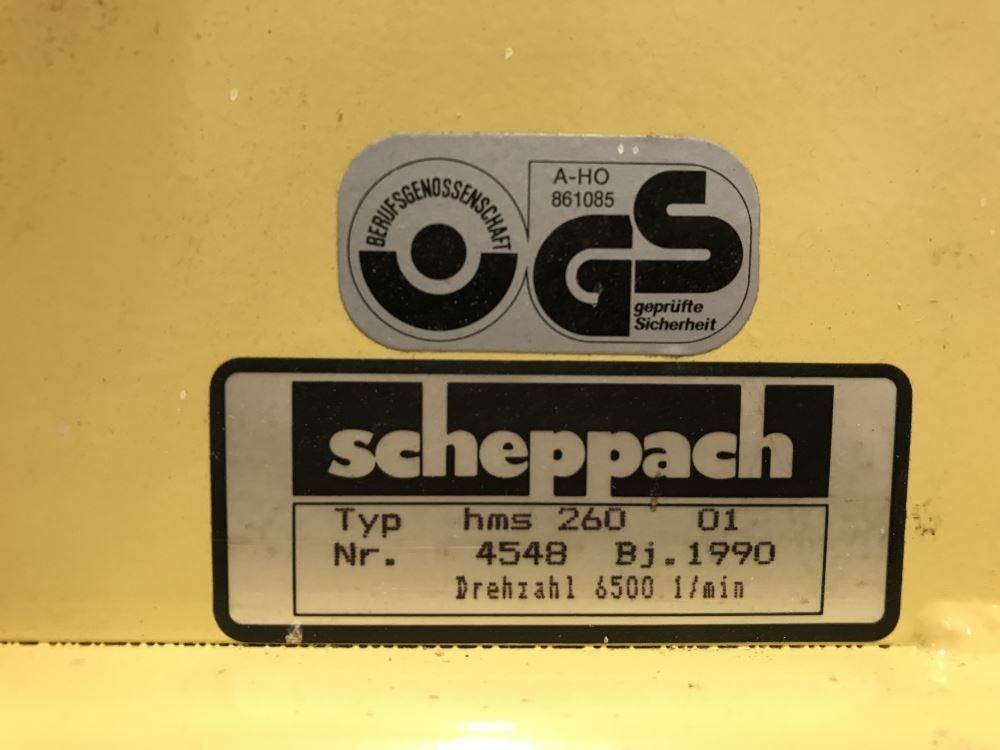 BERUFSGENOSSENSCHAFT
A-HO
861085
GS
geprüfte
Sicherheit
scheppach
Typ hms 260 01
Nr. 4548 Bj.1990
Drehzahl 6500 1/min